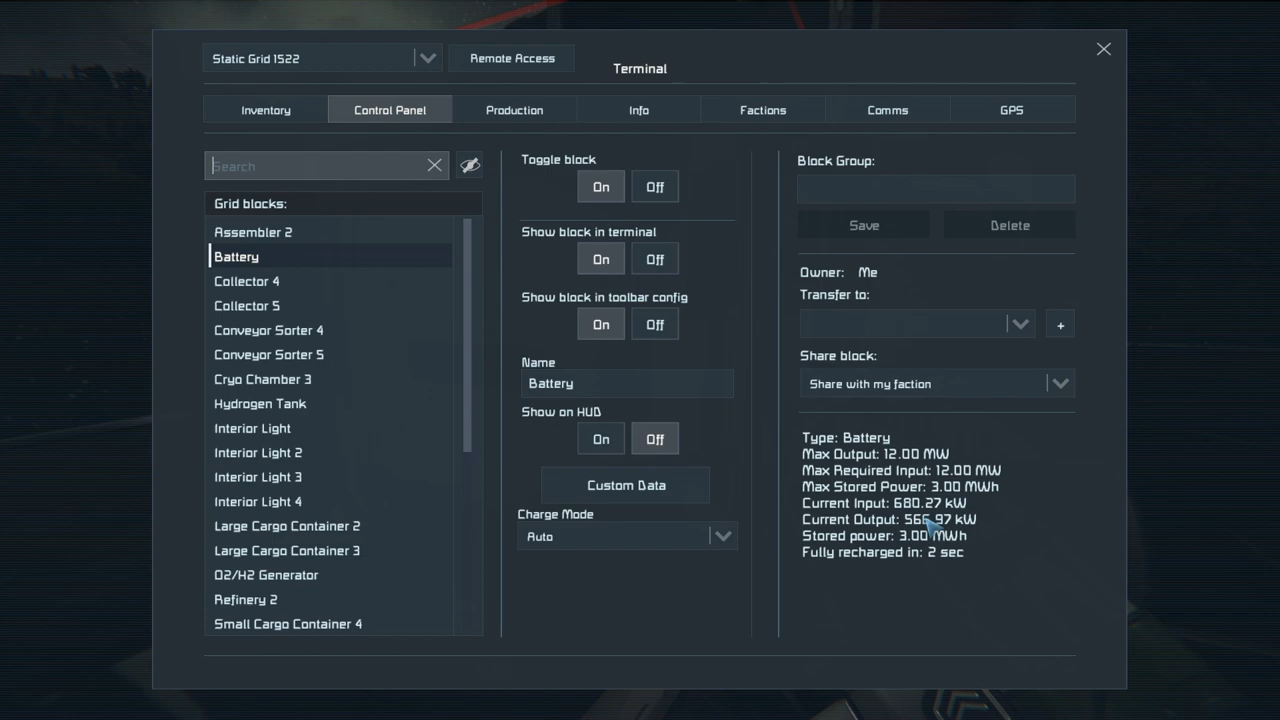 Static Grid 1522
Remote Access
Terminal
Inventory
Control Panel
Production
Info
Factions
Comms
GPS
Search
Grid blocks:
Assembler 2
Battery
Collector 4
Collector 5
Conveyor Sorter 4
Conveyor Sorter 5
Cryo Chamber 3
Hydrogen Tank
Interior Light
Interior Light 2
Interior Light 3
Interior Light 4
Large Cargo Container 2
Large Cargo Container 3
O2/H2 Generator
Refinery 2
Small Cargo Container 4
Toggle block
On
Off
Show block in terminal
On
Off
Show block in toolbar config
On
Off
Name
Battery
Show on HUD
On
Off
Custom Data
Charge Mode
Auto
Block Group:
Save
Delete
Owner: Me
Transfer to:
+
Share block:
Share with my faction
Type: Battery
Max Output: 12.00 MW
Max Required Input: 12.00 MW
Max Stored Power: 3.00 MWh
Current Input: 680.27 kW
Current Output: 566.97 kW
Stored power: 3.00 MWh
Fully recharged in: 2 sec